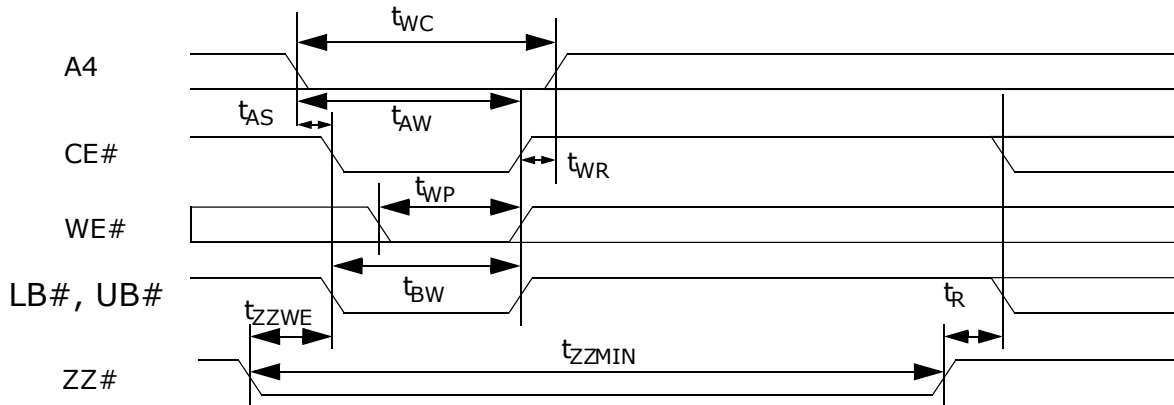 tWC
A4
tAS
tAW
CE#
tWR
tWP
WE#
LB#, UB#
tBW
tR
tZZWE
tZZMIN
ZZ#